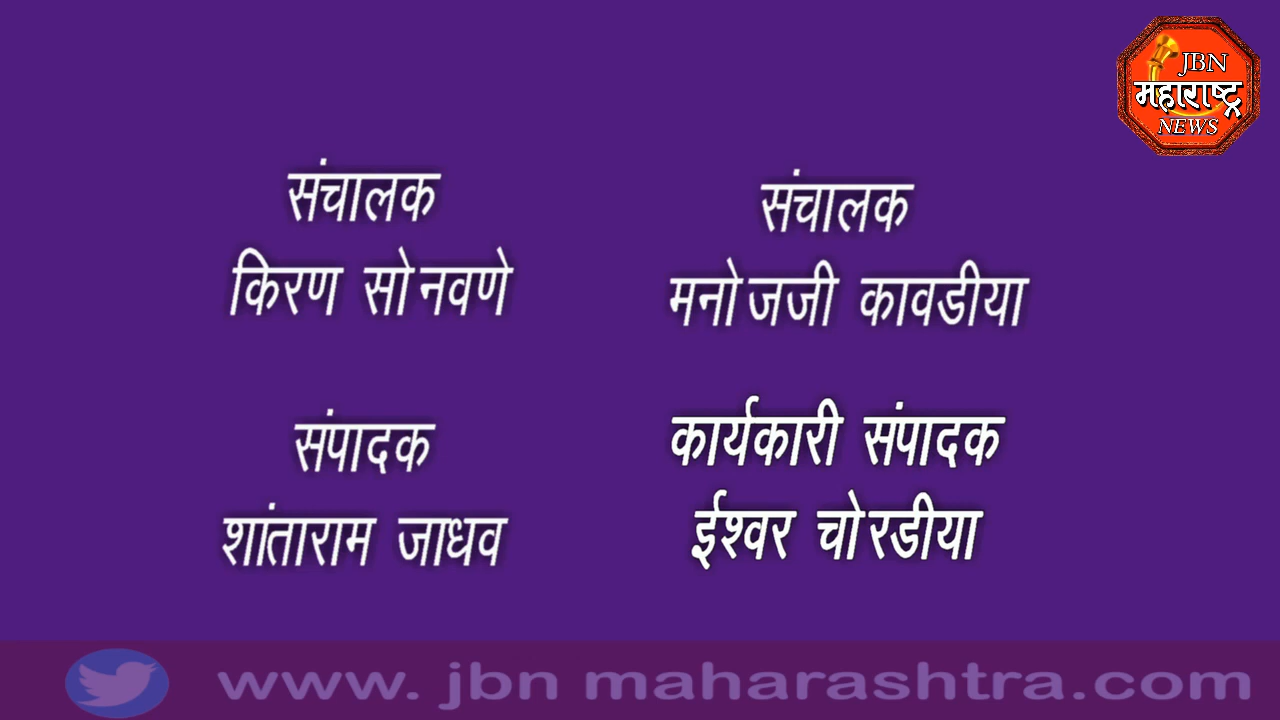 JBN
महाराष्ट्र
NEWS
संचालक
किरण सोनवणे
संचालक
मनोजजी कावडीया
संपादक
शांताराम जाधव
कार्यकारी संपादक
ईश्वर चोरडीया
www. jbn maharashtra.com